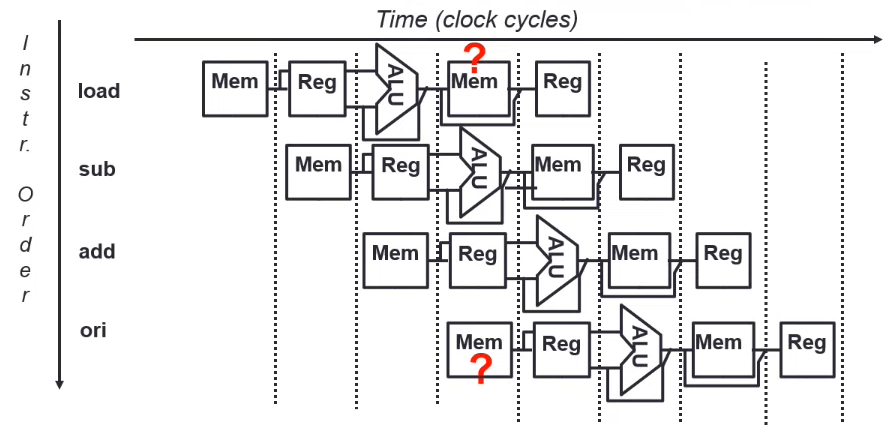 Time (clock cycles)
I
n
s
t
r.
O
r
d
e
r
load
Mem Reg ALU ? Mem Reg
sub
Mem Reg ALU Mem Reg
add
Mem Reg ALU Mem Reg
ori
Mem ? Reg ALU Mem Reg